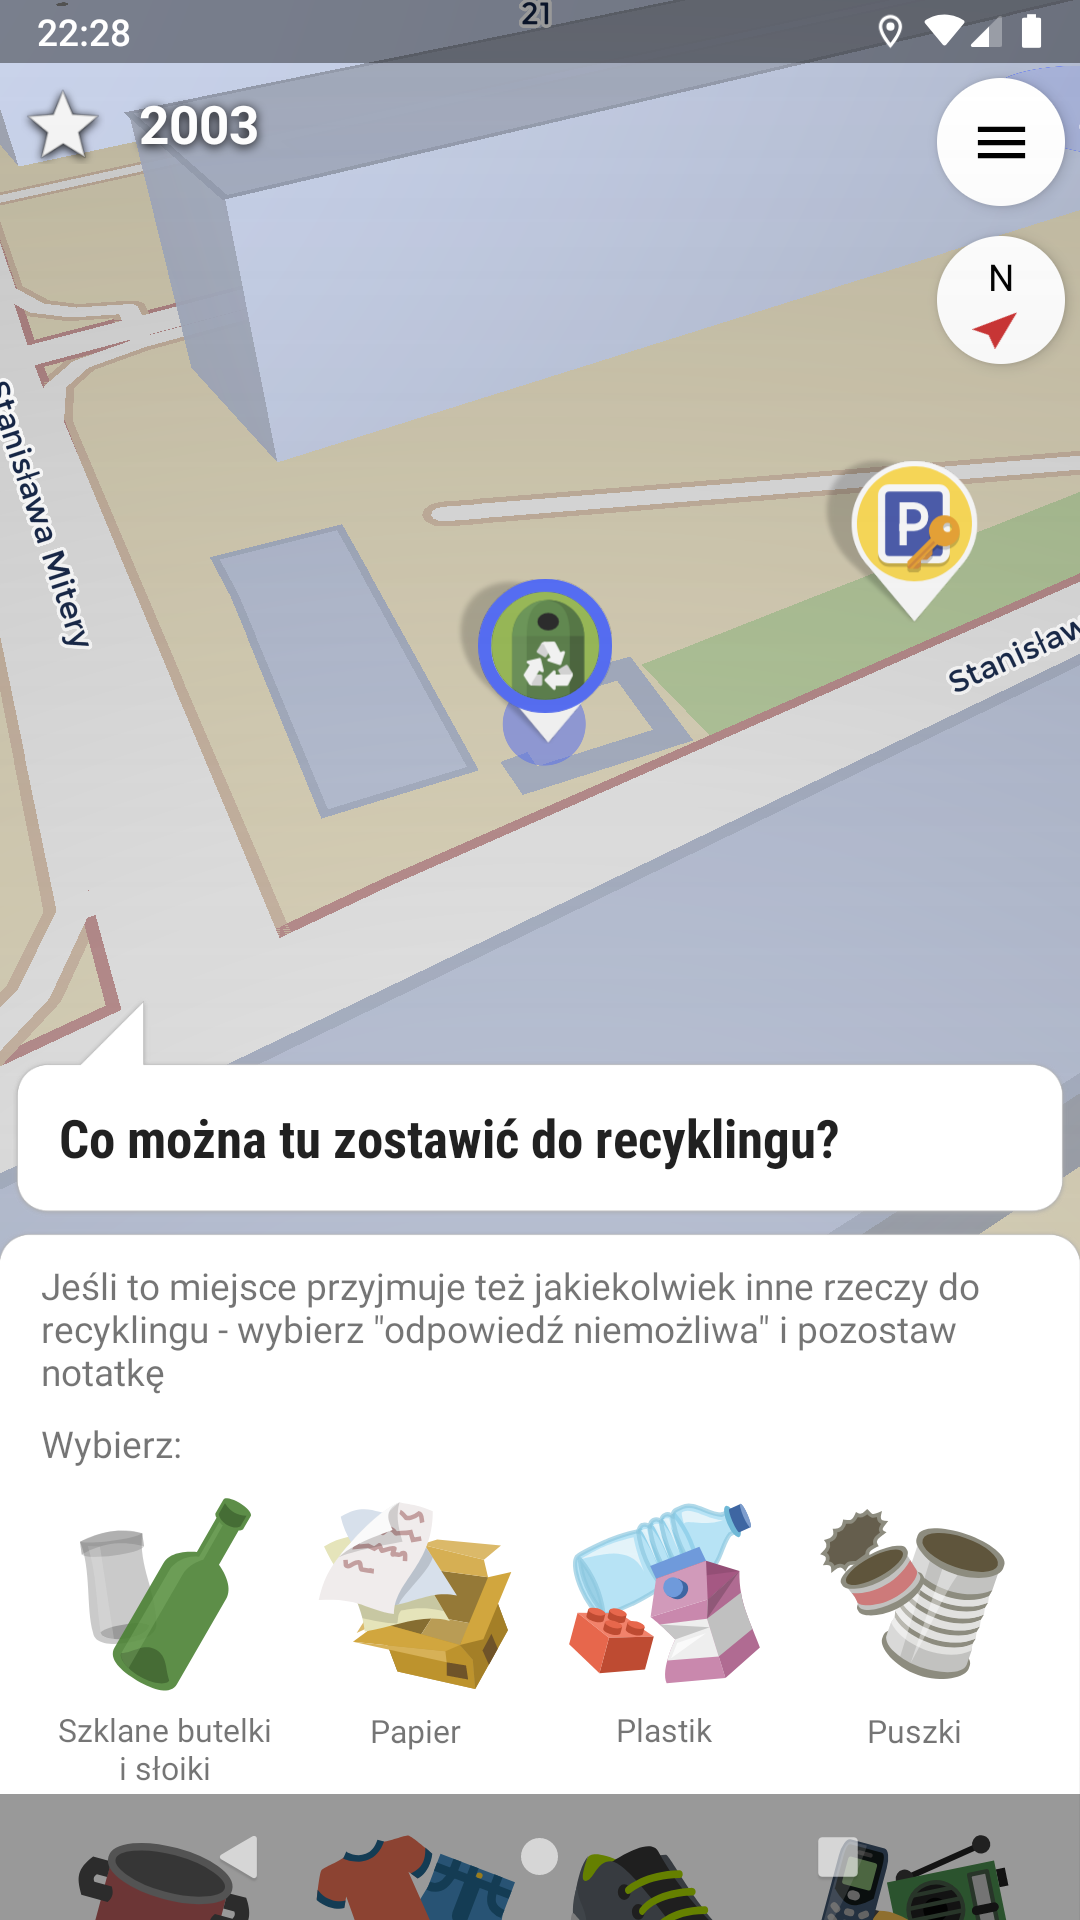 21
22:28
2003
N
Stanisława Mitery
P
Stanisław
Co można tu zostawić do recyklingu?
Jeśli to miejsce przyjmuje też jakiekolwiek inne rzeczy do
recyklingu - wybierz "odpowiedź niemożliwa" i pozostaw
notatkę
Wybierz:
Szklane butelki
i słoiki
Papier
Plastik
Puszki